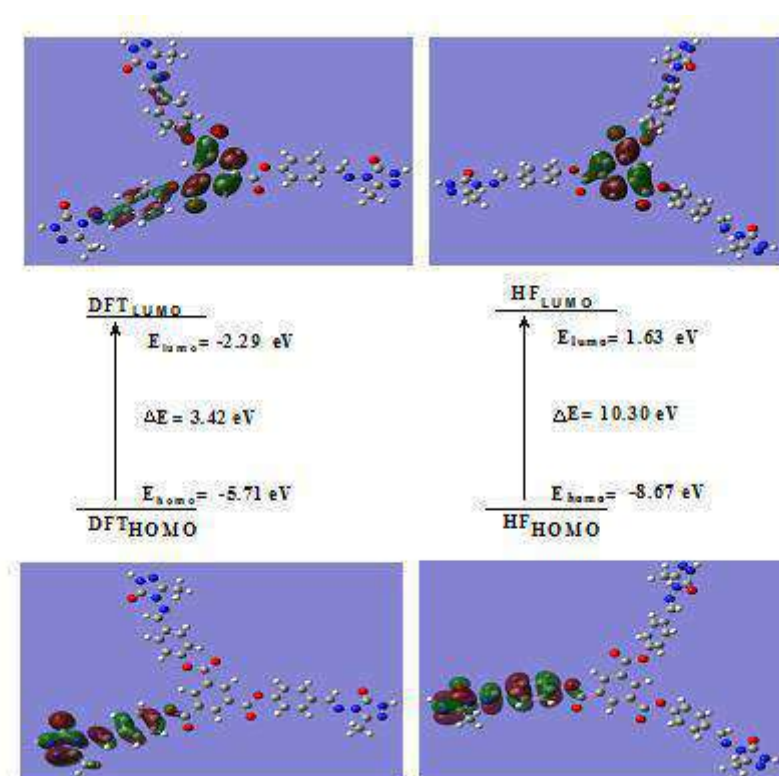 DFT LUMO
E lumo = -2.29 eV
ΔE = 3.42 eV
E homo = -5.71 eV
DFT HOMO
HF LUMO
E lumo = 1.63 eV
ΔE = 10.30 eV
E homo = -8.67 eV
HF HOMO